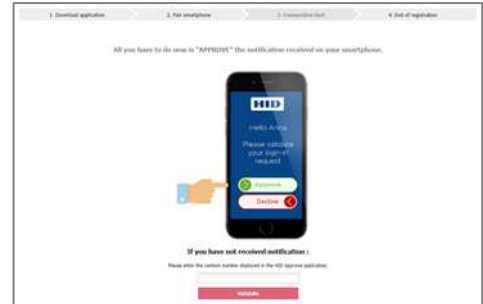 1. Download application
2. Pair smartphone
3. Connection test
4. End of registration
All you have to do now is "APPROVE" the notification received on your smartphone.
HID
Hello Anna
Please validate
your sign-in
request
Approve
Decline
If you have not received notification :
Please enter the random number displayed in the HID approve application